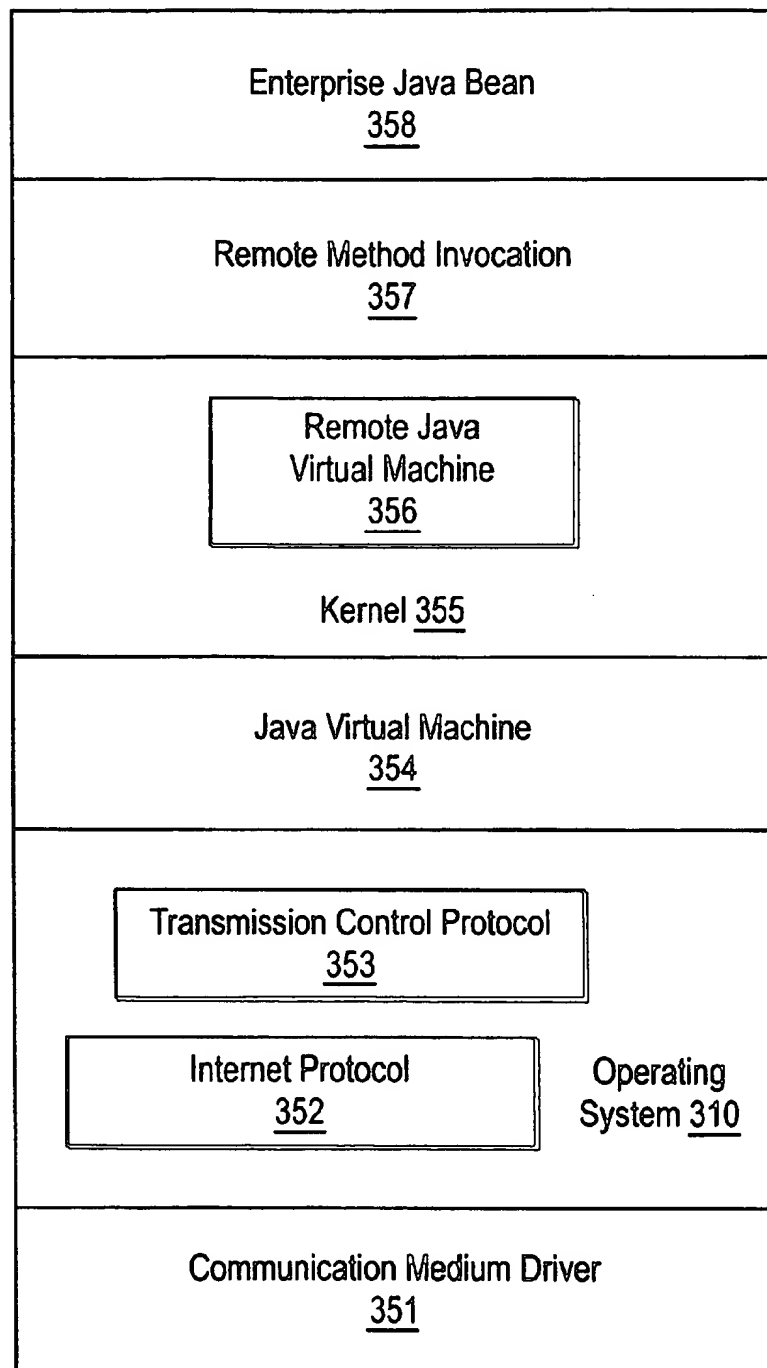 Enterprise Java Bean
358
Remote Method Invocation
357
Remote Java
Virtual Machine
356
Kernel 355
Java Virtual Machine
354
Transmission Control Protocol
353
Internet Protocol
352
Operating
System 310
Communication Medium Driver
351